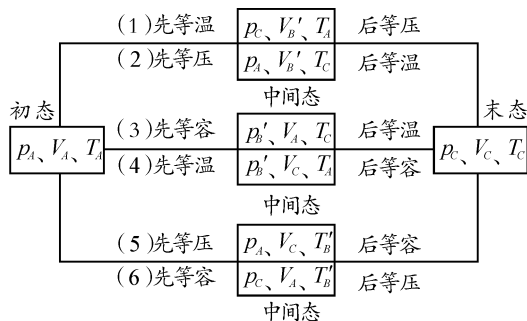 (1)先等温 p_C、V_B′、T_A 后等压
(2)先等压 p_A、V_B′、T_C 后等温
中间态
初态
末态
p_A、V_A、T_A
(3)先等容 p_B′、V_A、T_C 后等温
(4)先等温 p_B′、V_C、T_A 后等容
p_C、V_C、T_C
中间态
(5)先等压 p_A、V_C、T_B′ 后等容
(6)先等容 p_C、V_A、T_B′ 后等压
中间态